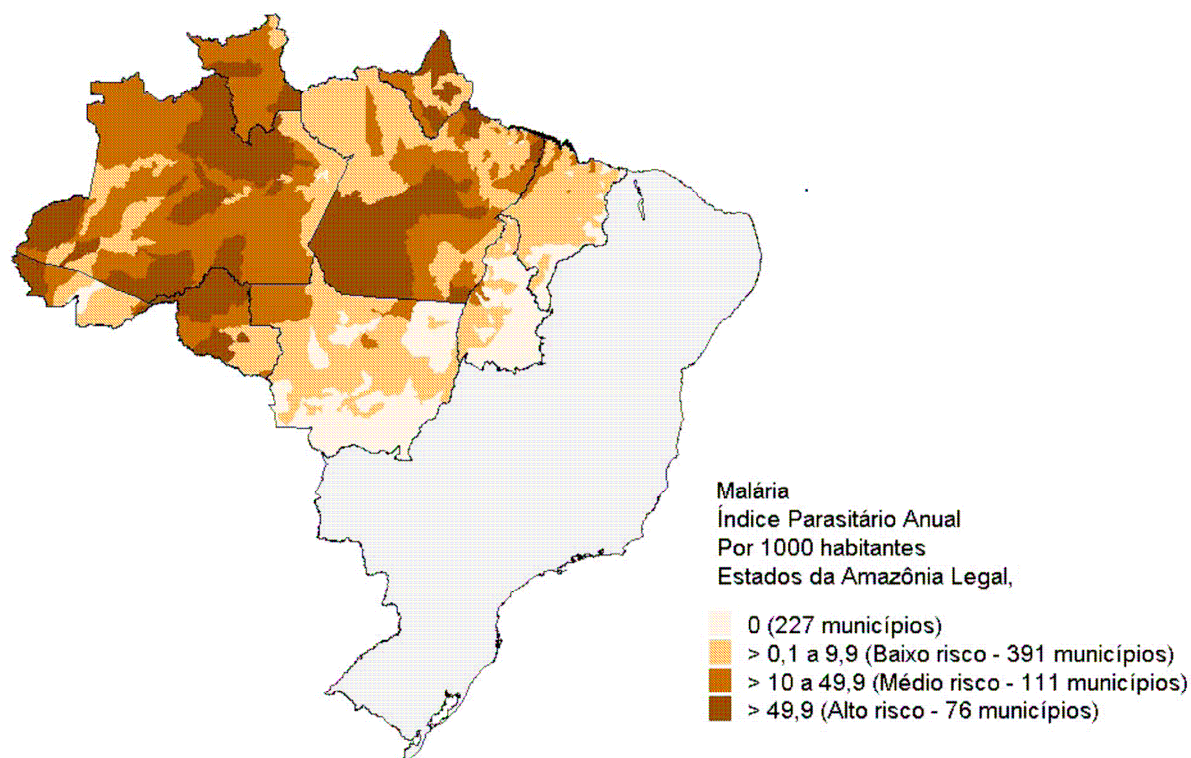 Malária
Índice Parasitário Anual
Por 1000 habitantes
Estados da Amazônia Legal,
0 (227 municípios)
> 0,1 a 9,9 (Baixo risco - 391 municípios)
> 10 a 49,9 (Médio risco - 111 municípios)
> 49,9 (Alto risco - 76 municípios)